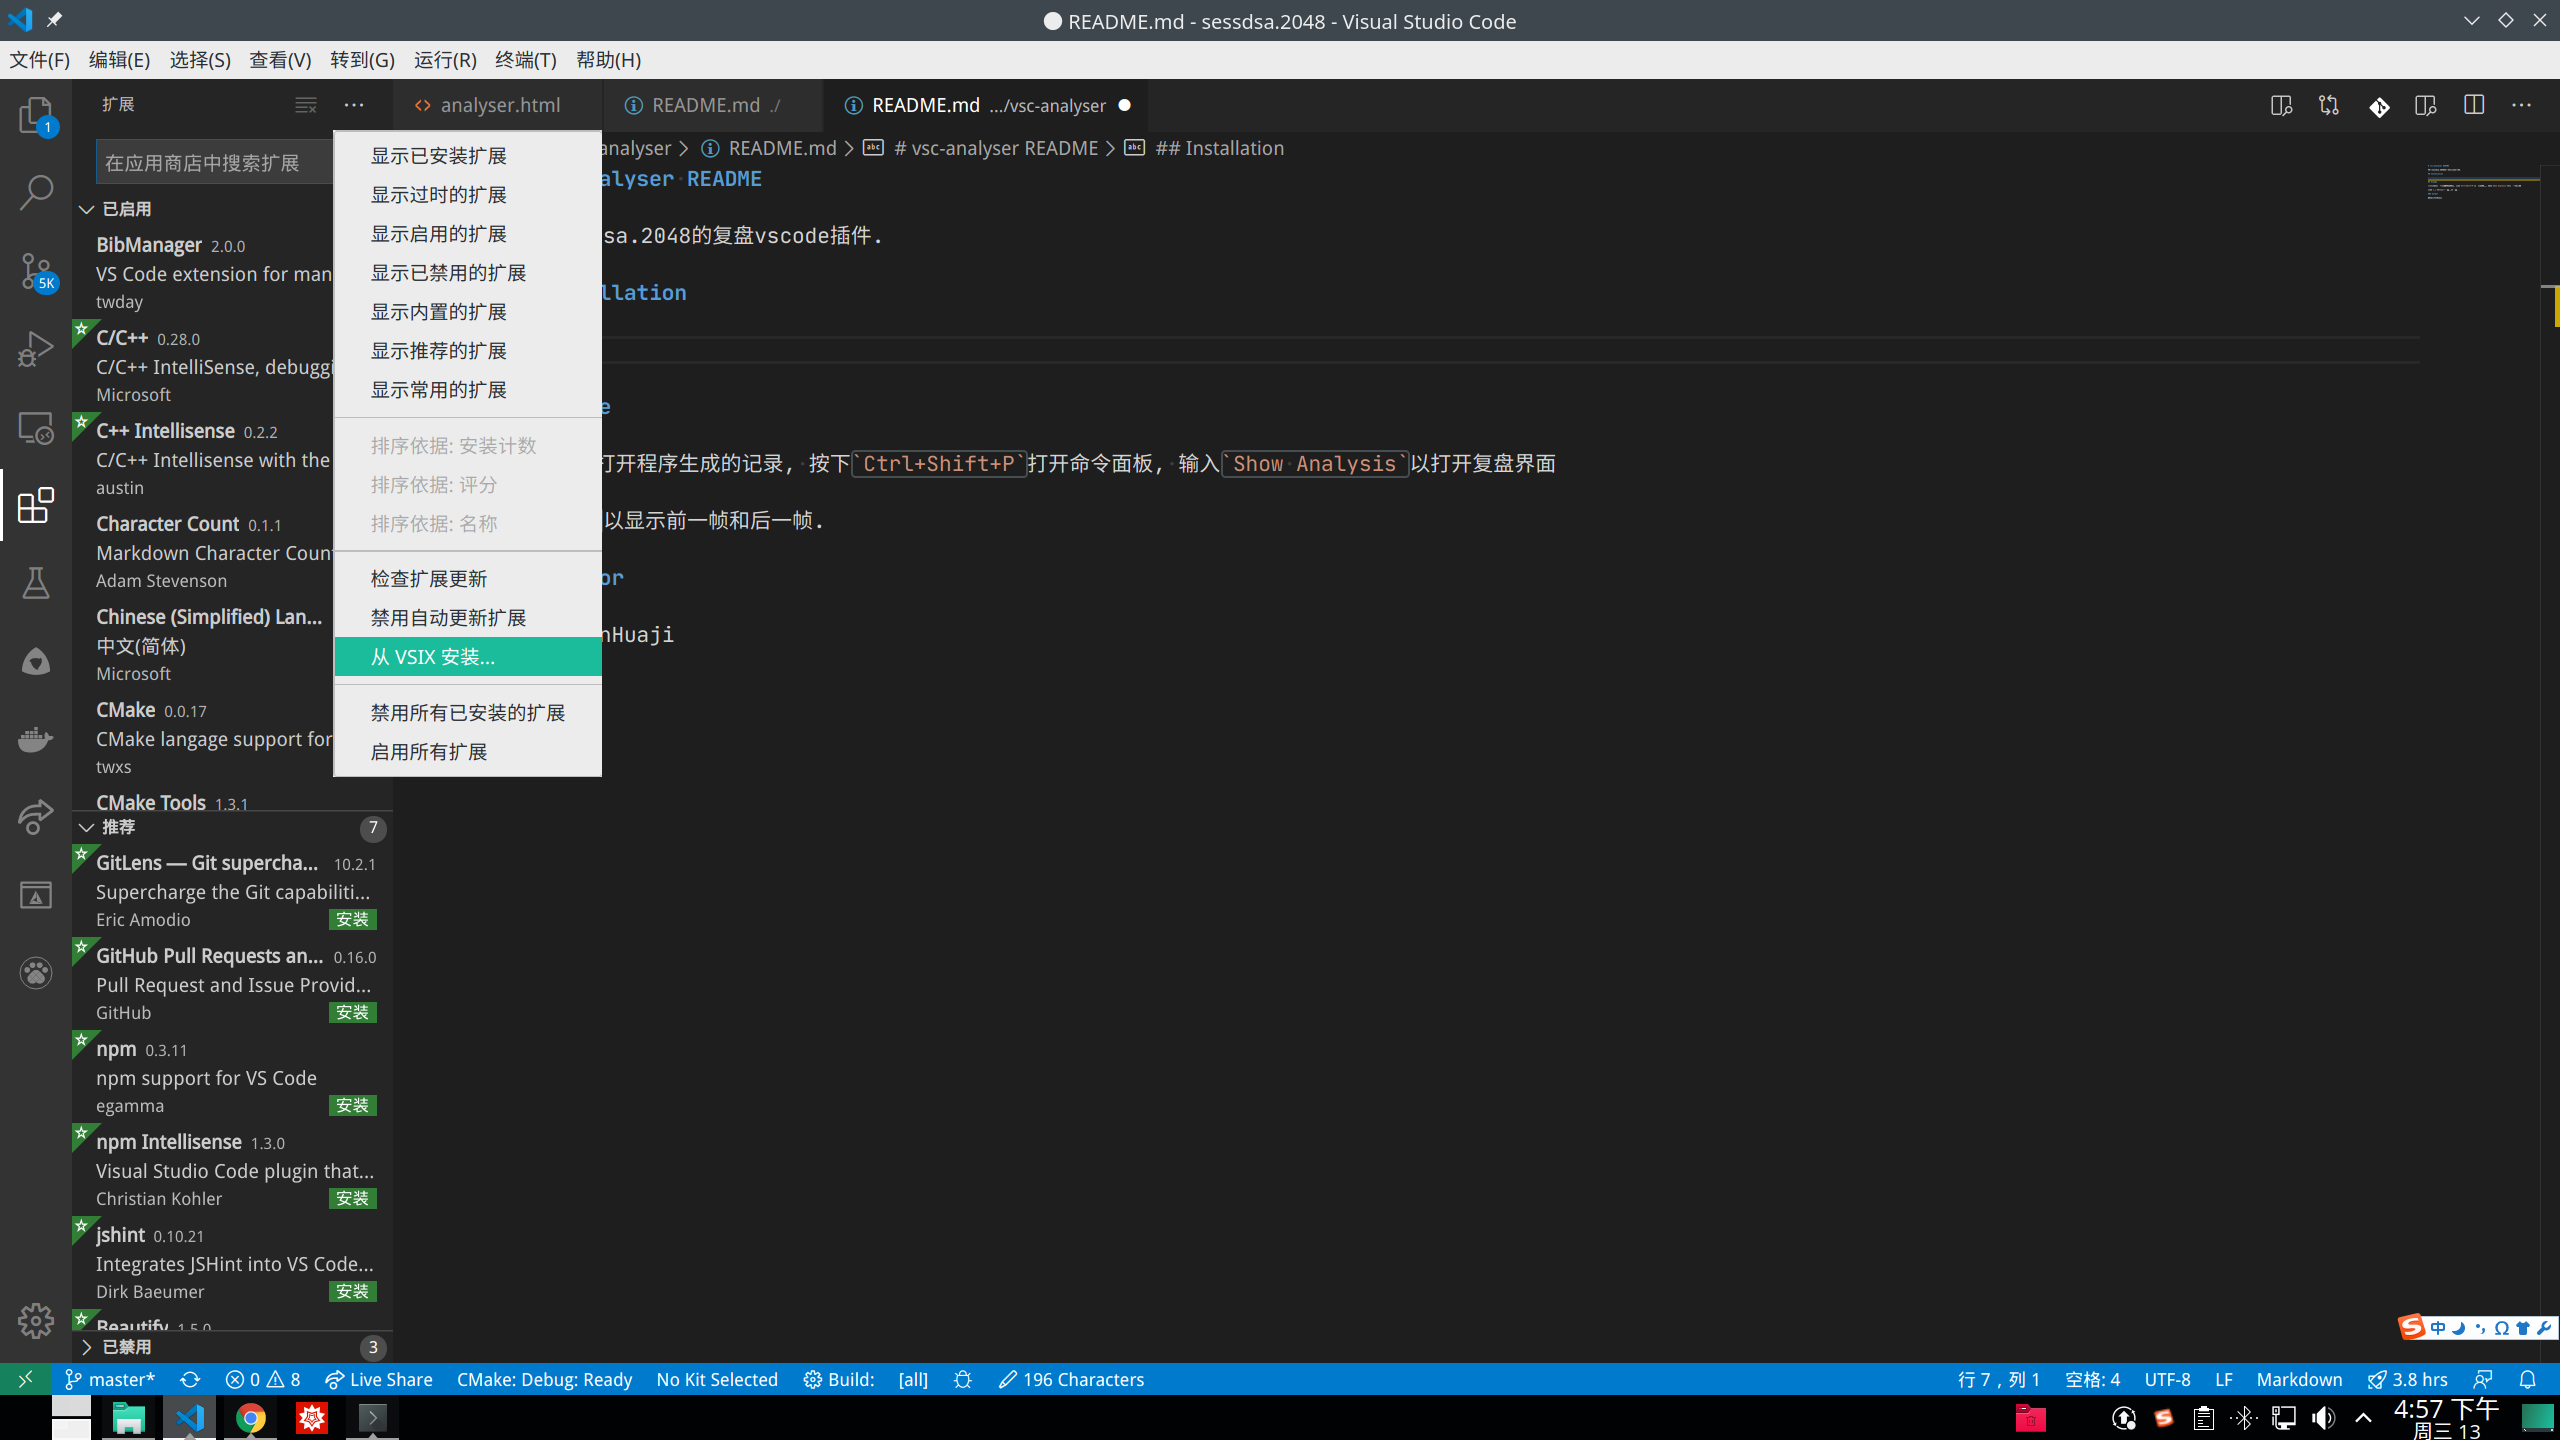 README.md - sessdsa.2048 - Visual Studio Code
文件(F) 编辑(E) 选择(S) 查看(V) 转到(G) 运行(R) 终端(T) 帮助(H)
扩展
analyser.html
README.md ./
README.md .../vsc-analyser
1
5K
在应用商店中搜索扩展
已启用
BibManager 2.0.0
VS Code extension for man
twday
C/C++ 0.28.0
C/C++ IntelliSense, debuggi
Microsoft
C++ Intellisense 0.2.2
C/C++ Intellisense with the
austin
Character Count 0.1.1
Markdown Character Coun
Adam Stevenson
Chinese (Simplified) Lan...
中文(简体)
Microsoft
CMake 0.0.17
CMake langage support for
twxs
CMake Tools 1.3.1
推荐 7
GitLens — Git supercha... 10.2.1
Supercharge the Git capabiliti...
Eric Amodio 安装
GitHub Pull Requests an... 0.16.0
Pull Request and Issue Provid...
GitHub 安装
npm 0.3.11
npm support for VS Code
egamma 安装
npm Intellisense 1.3.0
Visual Studio Code plugin that...
Christian Kohler 安装
jshint 0.10.21
Integrates JSHint into VS Code...
Dirk Baeumer 安装
Beautify 1.5.0
已禁用 3
显示已安装扩展
显示过时的扩展
显示启用的扩展
显示已禁用的扩展
显示内置的扩展
显示推荐的扩展
显示常用的扩展
排序依据: 安装计数
排序依据: 评分
排序依据: 名称
检查扩展更新
禁用自动更新扩展
从 VSIX 安装...
禁用所有已安装的扩展
启用所有扩展
analyser > README.md > # vsc-analyser README > ## Installation
alyser README
sa.2048的复盘vscode插件.
llation
e
打开程序生成的记录, 按下`Ctrl+Shift+P`打开命令面板, 输入`Show Analysis`以打开复盘界面
以显示前一帧和后一帧.
or
nHuaji
中
master* 0 8 Live Share CMake: Debug: Ready No Kit Selected Build: [all] 196 Characters
行 7, 列 1 空格: 4 UTF-8 LF Markdown 3.8 hrs
4:57 下午
周三 13